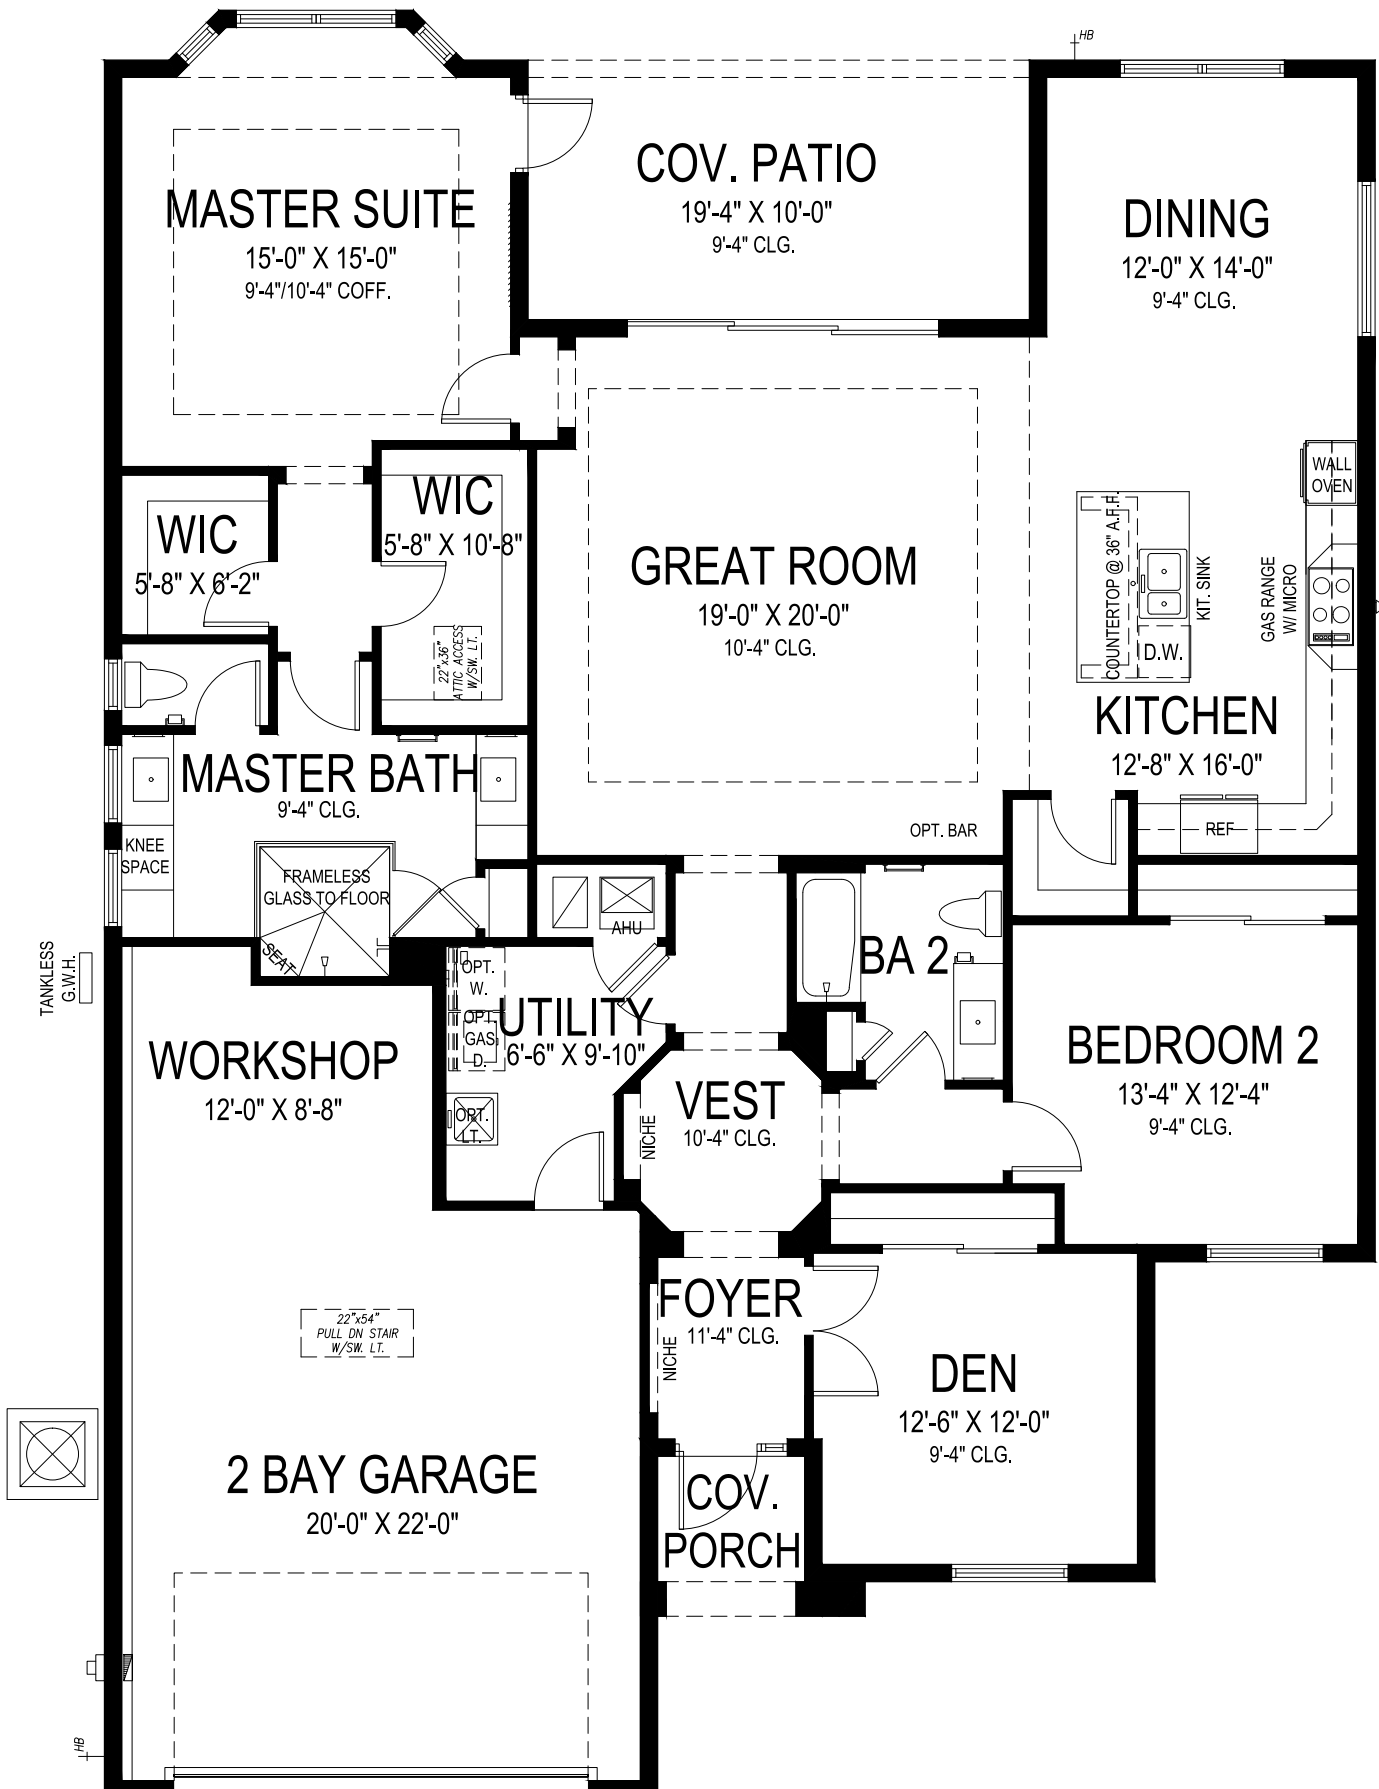 HB
COV. PATIO
19'-4" X 10'-0"
9'-4" CLG.
MASTER SUITE
15'-0" X 15'-0"
9'-4"/10'-4" COFF.
DINING
12'-0" X 14'-0"
9'-4" CLG.
WIC
5'-8" X 10'-8"
WIC
5'-8" X 6'-2"
22"x36"
ATTIC ACCESS
W/SW. LT.
GREAT ROOM
19'-0" X 20'-0"
10'-4" CLG.
WALL
OVEN
COUNTERTOP @ 36" A.F.F.
KIT. SINK
GAS RANGE
W/ MICRO
D.W.
KITCHEN
12'-8" X 16'-0"
REF
OPT. BAR
MASTER BATH
9'-4" CLG.
KNEE
SPACE
FRAMELESS
GLASS TO FLOOR
SEAT
AHU
TANKLESS
G.W.H.
OPT.
W.
OPT.
GAS
D.
UTILITY
6'-6" X 9'-10"
OPT.
LT.
BA 2
BEDROOM 2
13'-4" X 12'-4"
9'-4" CLG.
WORKSHOP
12'-0" X 8'-8"
VEST
10'-4" CLG.
NICHE
FOYER
11'-4" CLG.
NICHE
22"x54"
PULL DN STAIR
W/SW. LT.
DEN
12'-6" X 12'-0"
9'-4" CLG.
2 BAY GARAGE
20'-0" X 22'-0"
COV.
PORCH
HB